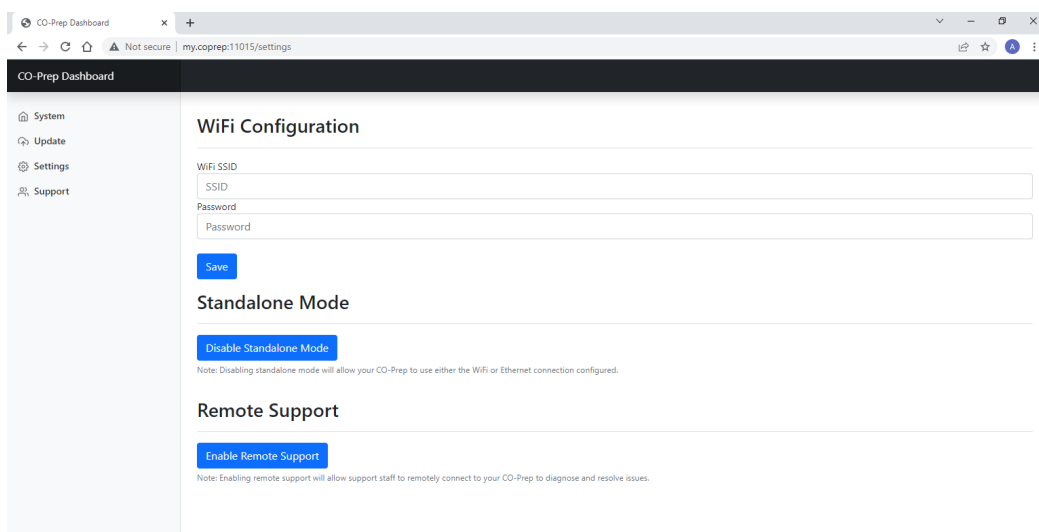 CO-Prep Dashboard
Not secure
my.coprep:11015/settings
A
CO-Prep Dashboard
System
Update
Settings
Support
WiFi Configuration
WiFi SSID
SSID
Password
Password
Save
Standalone Mode
Disable Standalone Mode
Note: Disabling standalone mode will allow your CO-Prep to use either the WiFi or Ethernet connection configured.
Remote Support
Enable Remote Support
Note: Enabling remote support will allow support staff to remotely connect to your CO-Prep to diagnose and resolve issues.